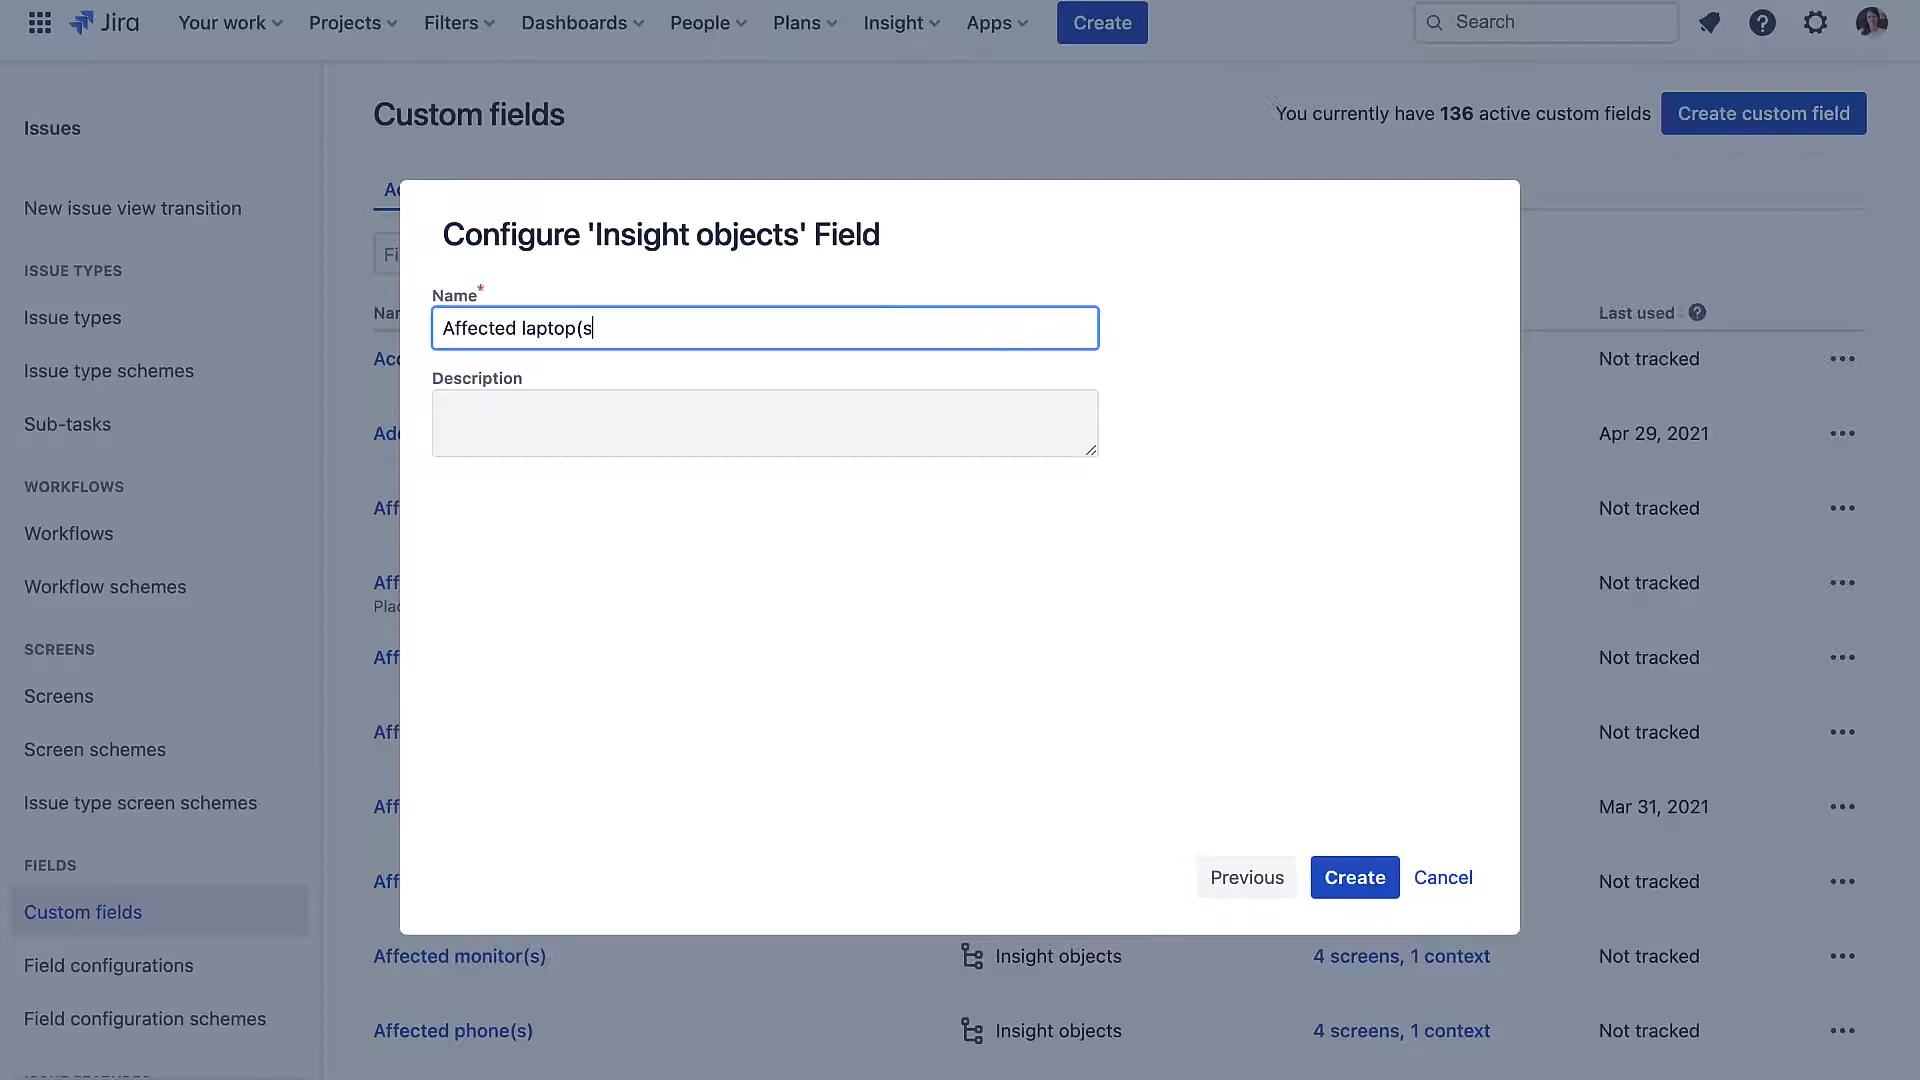 Jira
Your work
Projects
Filters
Dashboards
People
Plans
Insight
Apps
Create
Search
Issues
New issue view transition
ISSUE TYPES
Issue types
Issue type schemes
Sub-tasks
WORKFLOWS
Workflows
Workflow schemes
SCREENS
Screens
Screen schemes
Issue type screen schemes
FIELDS
Custom fields
Field configurations
Field configuration schemes
Custom fields
You currently have 136 active custom fields
Create custom field
Last used
Not tracked
Apr 29, 2021
Not tracked
Not tracked
Not tracked
Not tracked
Mar 31, 2021
Not tracked
Affected monitor(s) Insight objects 4 screens, 1 context Not tracked
Affected phone(s) Insight objects 4 screens, 1 context Not tracked
Configure 'Insight objects' Field
Name*
Affected laptop(s
Description
Previous
Create
Cancel